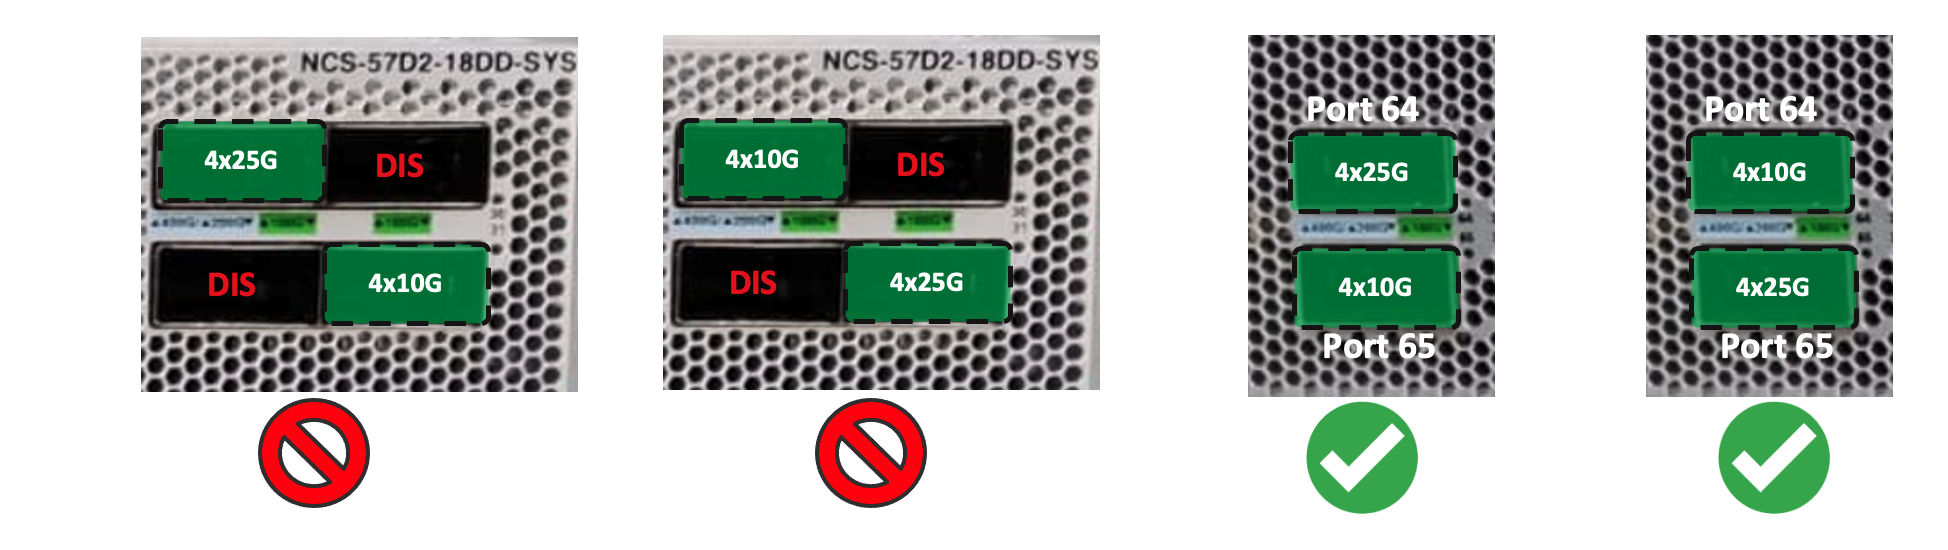 NCS-57D2-18DD-SYS
4x25G DIS
DIS 4x10G
NCS-57D2-18DD-SYS
4x10G DIS
DIS 4x25G
Port 64
4x25G
4x10G
Port 65
Port 64
4x10G
4x25G
Port 65